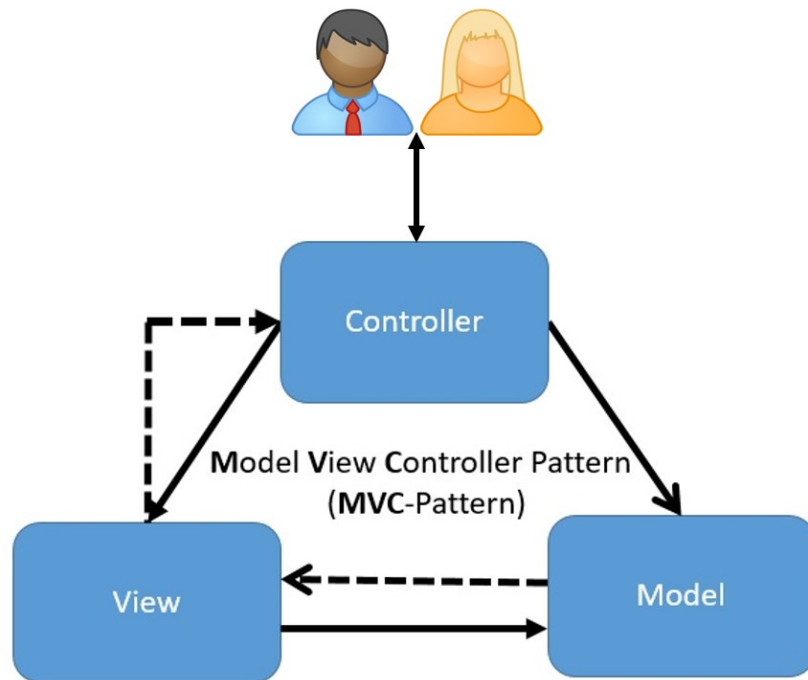 Controller
Model View Controller Pattern
(MVC-Pattern)
View
Model